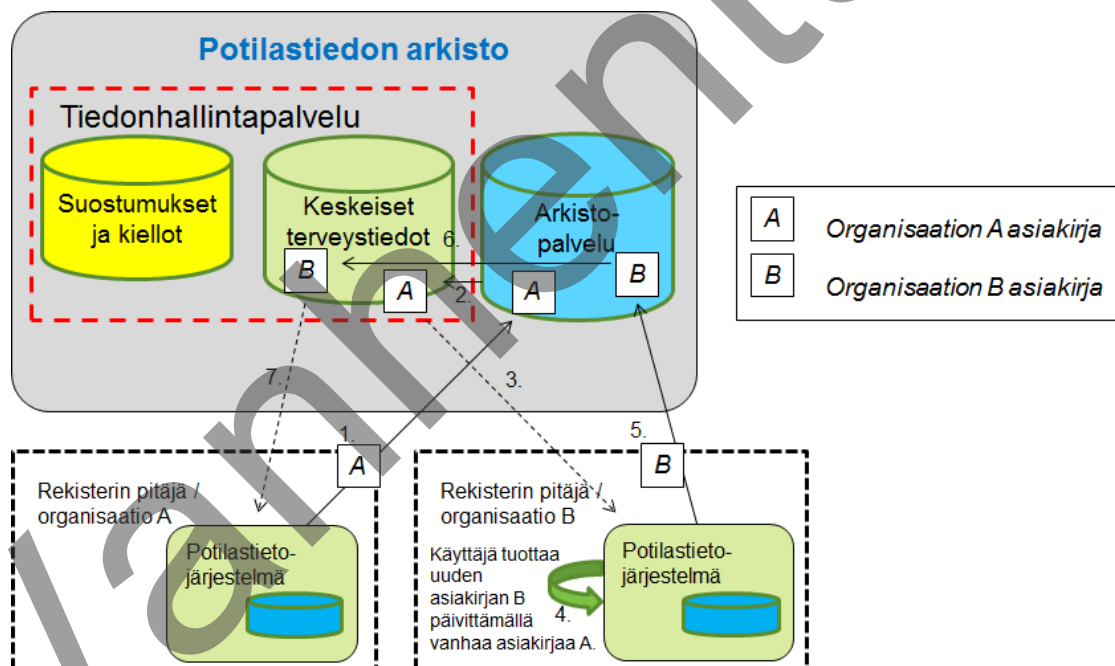 Potilastiedon arkisto
Tiedonhallintapalvelu
Suostumukset
ja kiellot
Keskeiset
terveystiedot
Arkisto-
palvelu
6.
B
A
2.
A
B
A
Organisaation A asiakirja
B
Organisaation B asiakirja
7.
3.
1.
A
5.
B
Rekisterin pitäjä /
organisaatio A
Potilastieto-
järjestelmä
Rekisterin pitäjä /
organisaatio B
Käyttäjä tuottaa
uuden
asiakirjan B
päivittämällä
vanhaa asiakirjaa A.
4.
Potilastieto-
järjestelmä